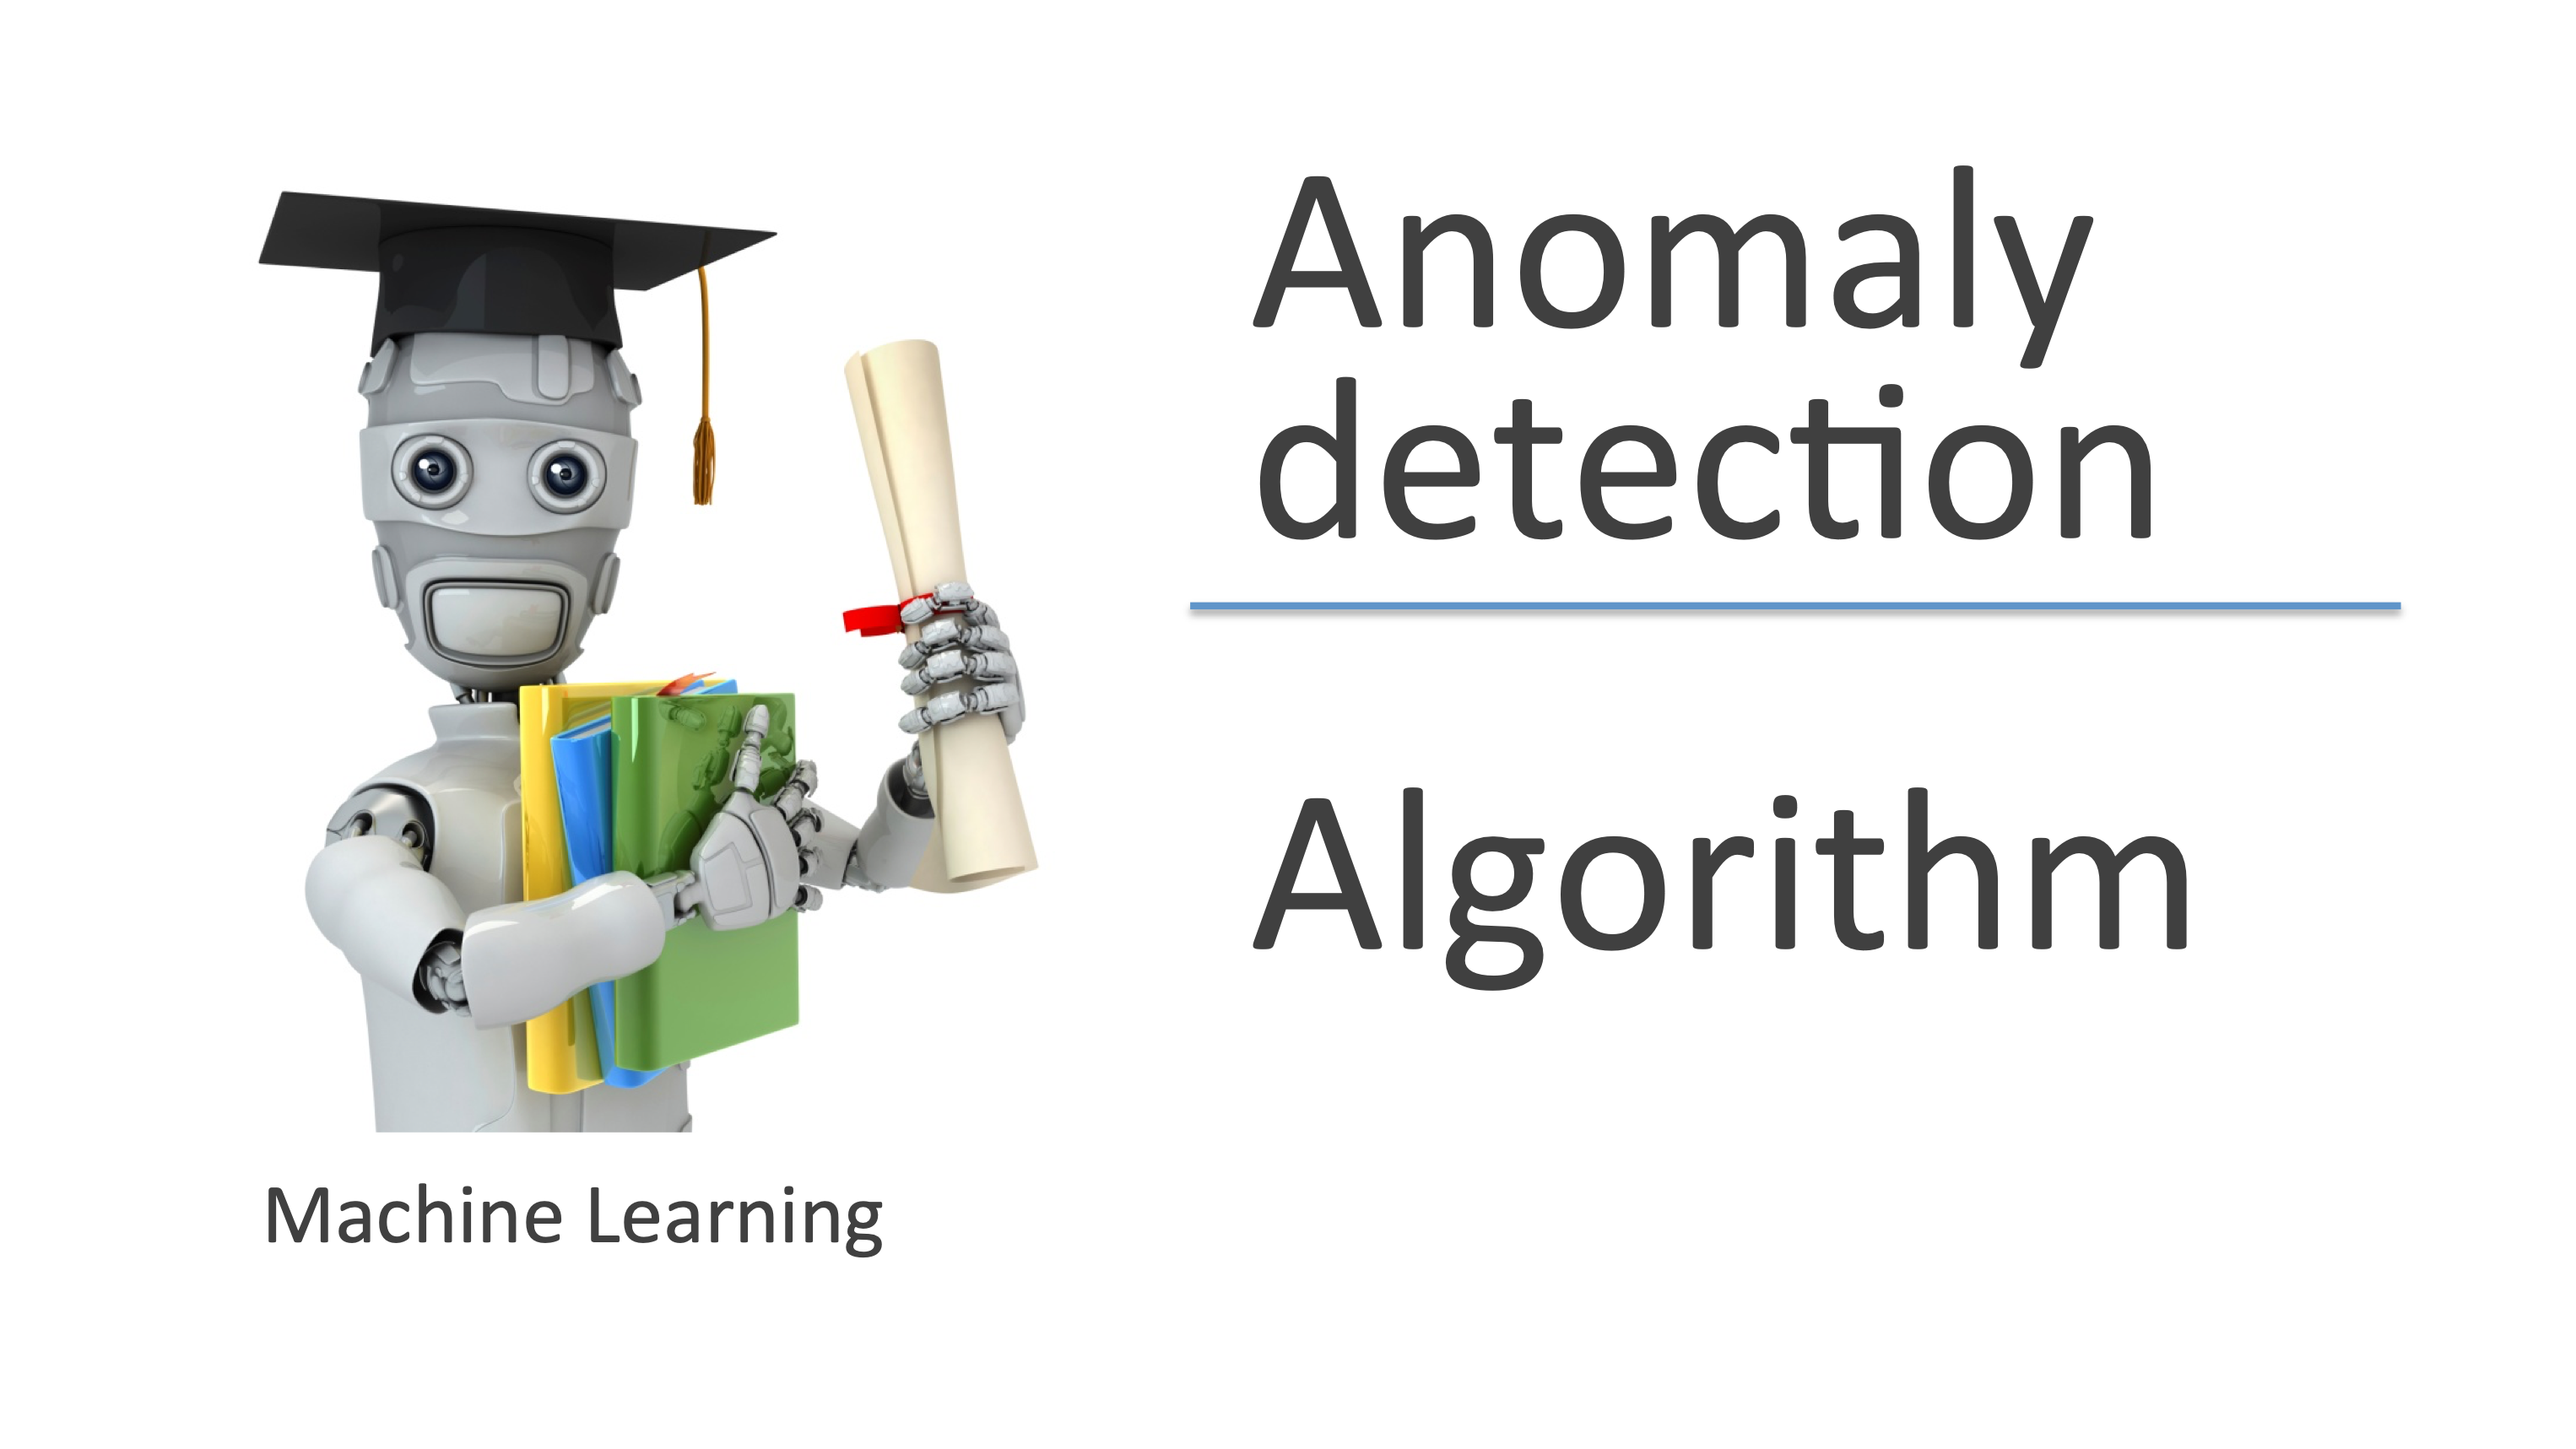 Anomaly
detection
Algorithm
Machine Learning